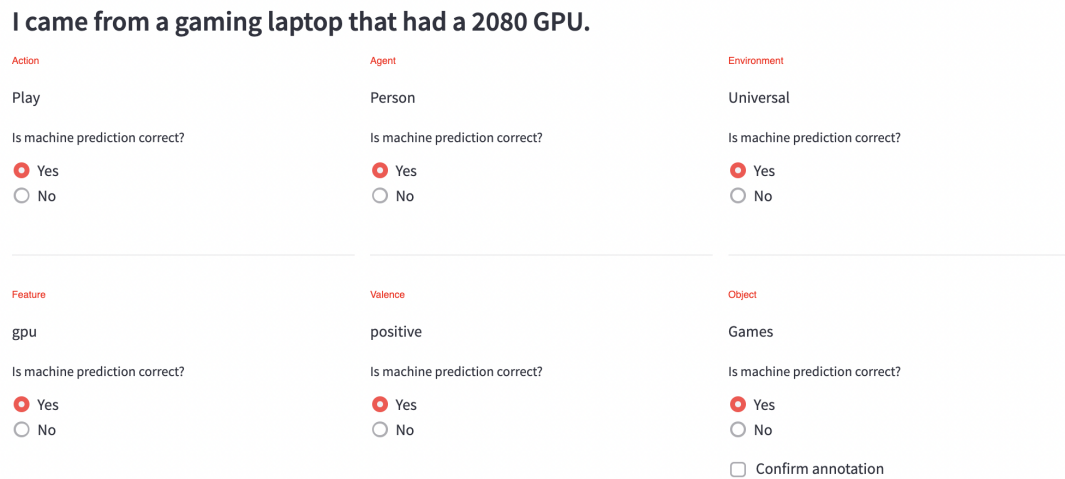 I came from a gaming laptop that had a 2080 GPU.
Action
Agent
Environment
Play
Person
Universal
Is machine prediction correct?
Is machine prediction correct?
Is machine prediction correct?
Yes
Yes
Yes
No
No
No
Feature
Valence
Object
gpu
positive
Games
Is machine prediction correct?
Is machine prediction correct?
Is machine prediction correct?
Yes
Yes
Yes
No
No
No
Confirm annotation